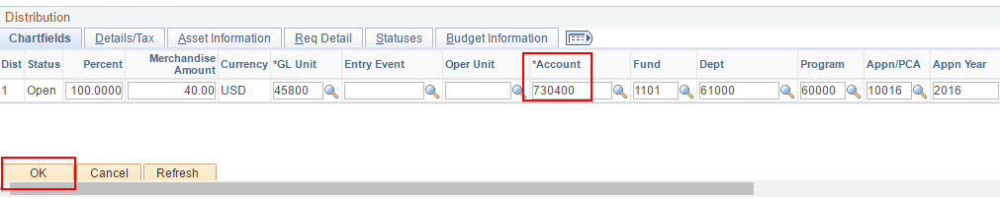 Distribution
Chartfields Details/Tax Asset Information Req Detail Statuses Budget Information
Dist Status Percent Merchandise Amount Currency *GL Unit Entry Event Oper Unit *Account Fund Dept Program Appn/PCA Appn Year
1 Open 100.0000 40.00 USD 45800 730400 1101 61000 60000 10016 2016
OK Cancel Refresh